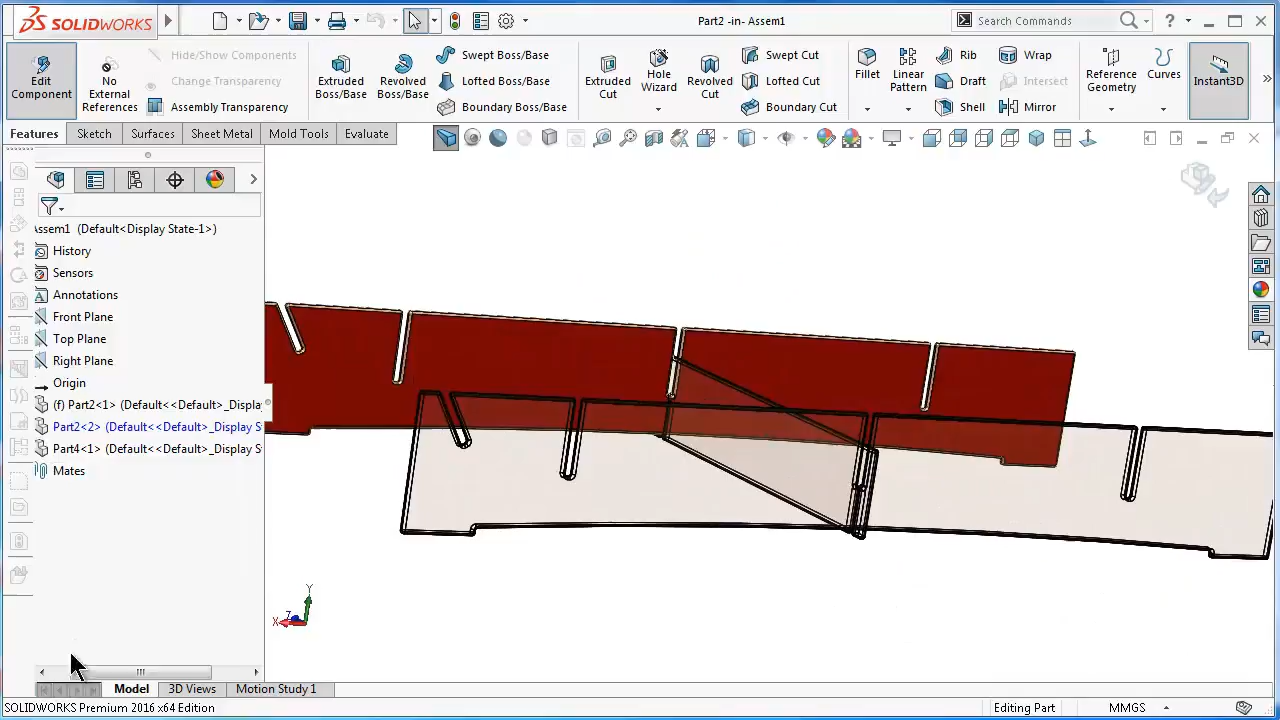 SOLIDWORKS
Part2 -in- Assem1
Search Commands
?
Edit Component
No External References
Hide/Show Components
Change Transparency
Assembly Transparency
Extruded Boss/Base
Revolved Boss/Base
Swept Boss/Base
Lofted Boss/Base
Boundary Boss/Base
Extruded Cut
Hole Wizard
Revolved Cut
Swept Cut
Lofted Cut
Boundary Cut
Fillet
Linear Pattern
Rib
Draft
Shell
Wrap
Intersect
Mirror
Reference Geometry
Curves
Instant3D
Features
Sketch
Surfaces
Sheet Metal
Mold Tools
Evaluate
Assem1 (Default<Display State-1>)
History
Sensors
Annotations
Front Plane
Top Plane
Right Plane
Origin
(f) Part2<1> (Default<<Default>_Displa
Part2<2> (Default<<Default>_Display S
Part4<1> (Default<<Default>_Display S
Mates
Y
X
Z
Model
3D Views
Motion Study 1
SOLIDWORKS Premium 2016 x64 Edition
Editing Part
MMGS